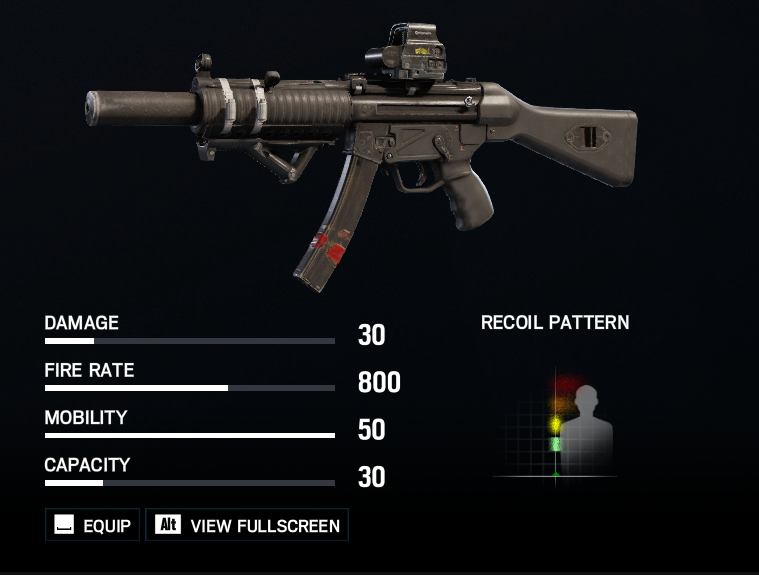 DAMAGE
30
RECOIL PATTERN
FIRE RATE
800
MOBILITY
50
CAPACITY
30
EQUIP
Alt VIEW FULLSCREEN